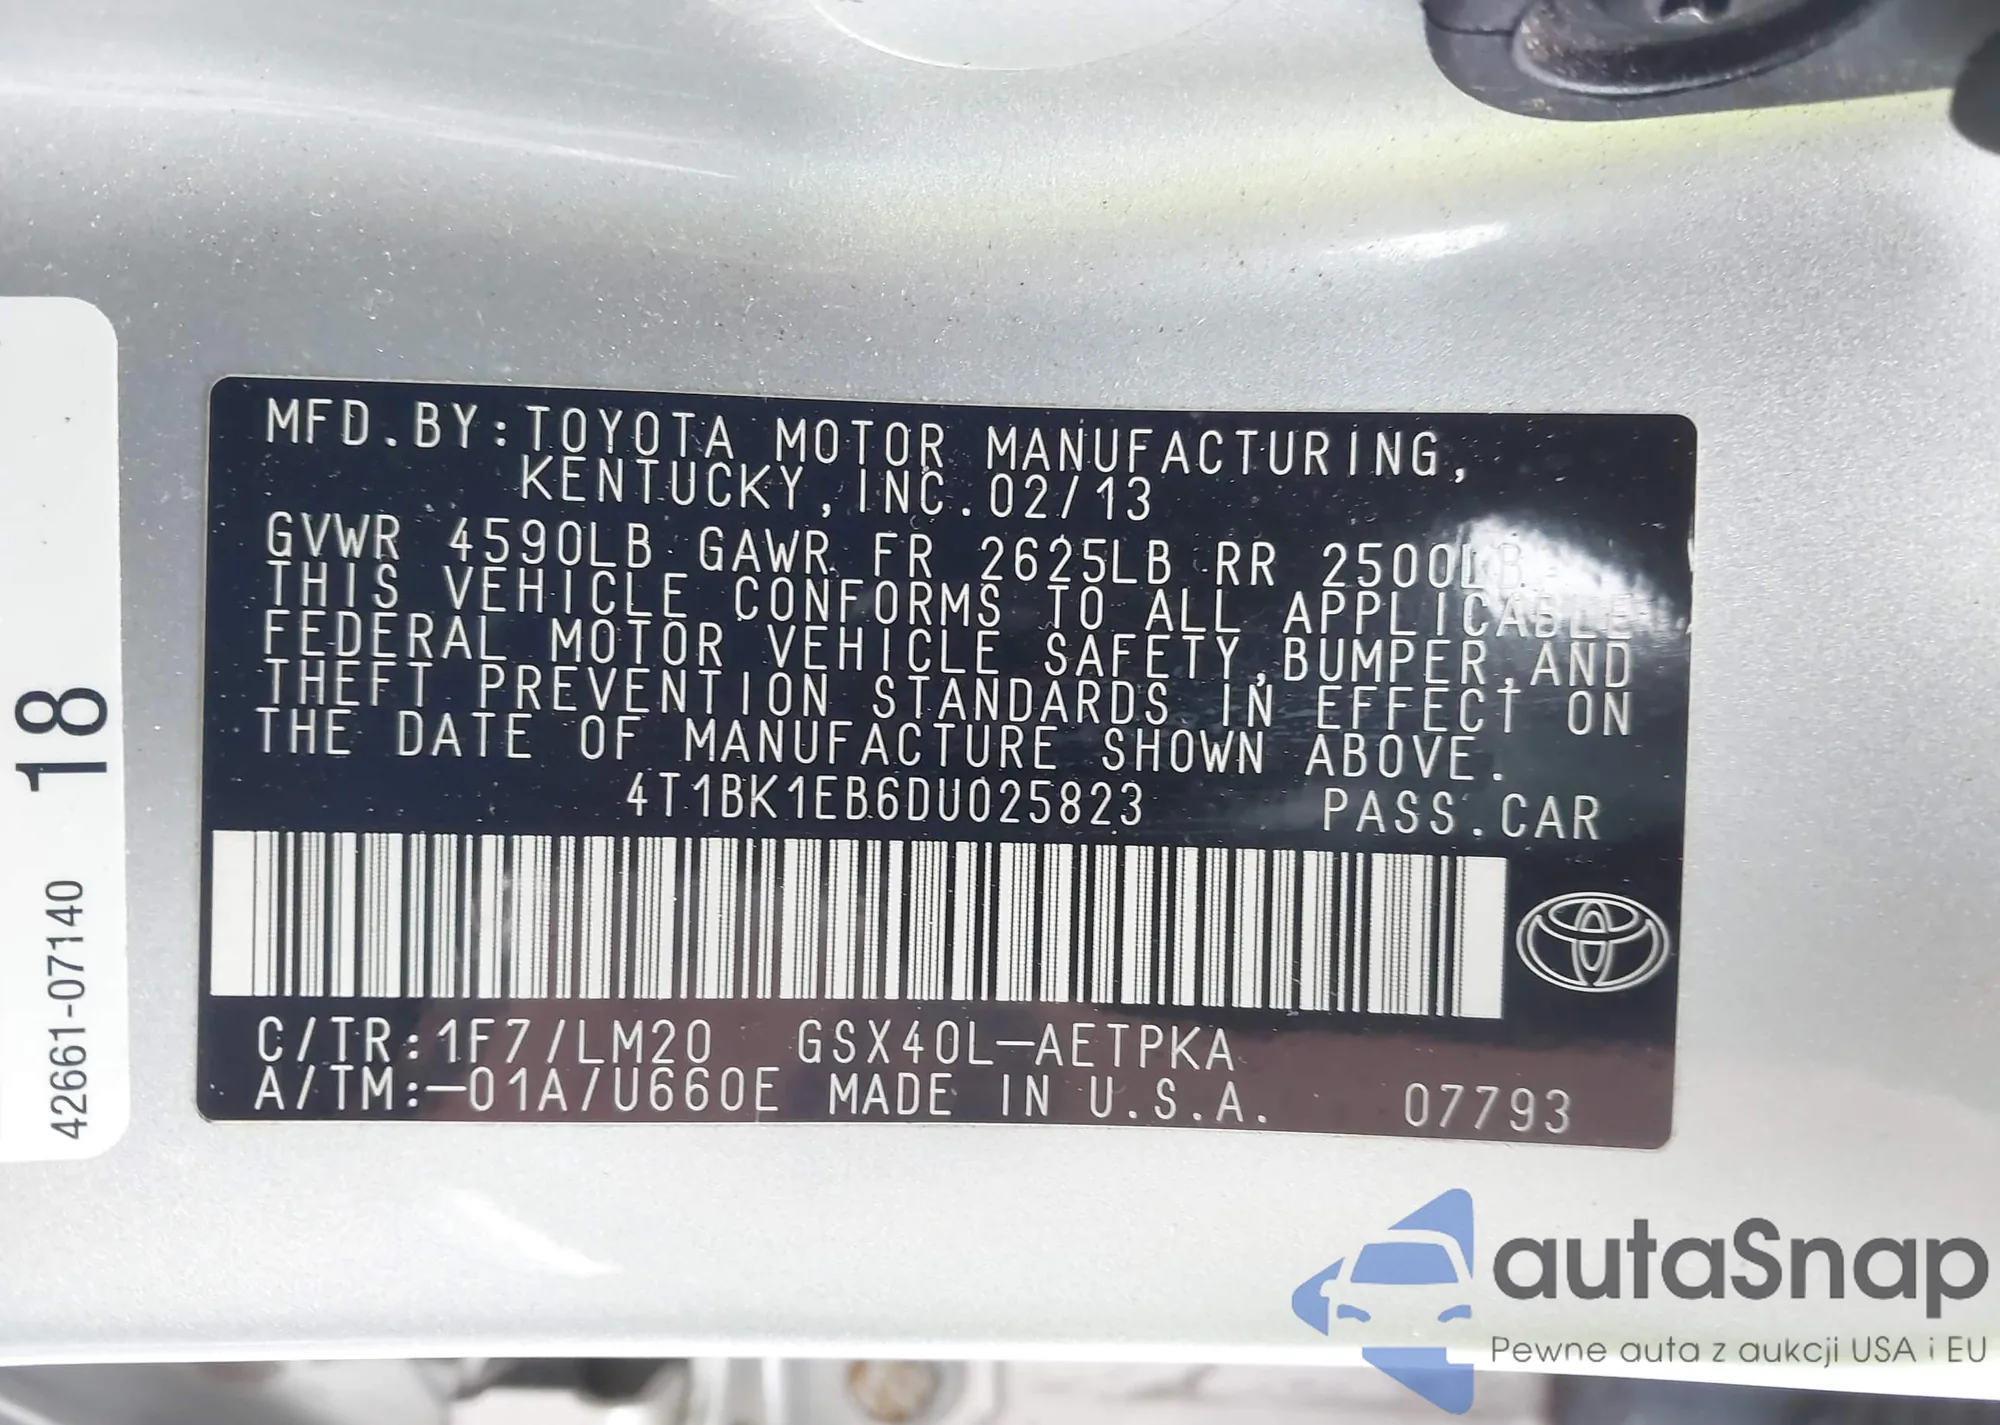 MFD.BY:TOYOTA MOTOR MANUFACTURING,
KENTUCKY,INC.02/13
GVWR 4590LB GAWR FR 2625LB RR 2500LB
THIS VEHICLE CONFORMS TO ALL APPLICABLE
FEDERAL MOTOR VEHICLE SAFETY,BUMPER,AND
THEFT PREVENTION STANDARDS IN EFFECT ON
THE DATE OF MANUFACTURE SHOWN ABOVE.
4T1BK1EB6DU025823 PASS.CAR
C/TR:1F7/LM20 GSX40L-AETPKA
A/TM:-01A/U660E MADE IN U.S.A. 07793
18
42661-07140
autaSnap
Pewne auta z aukcji USA i EU